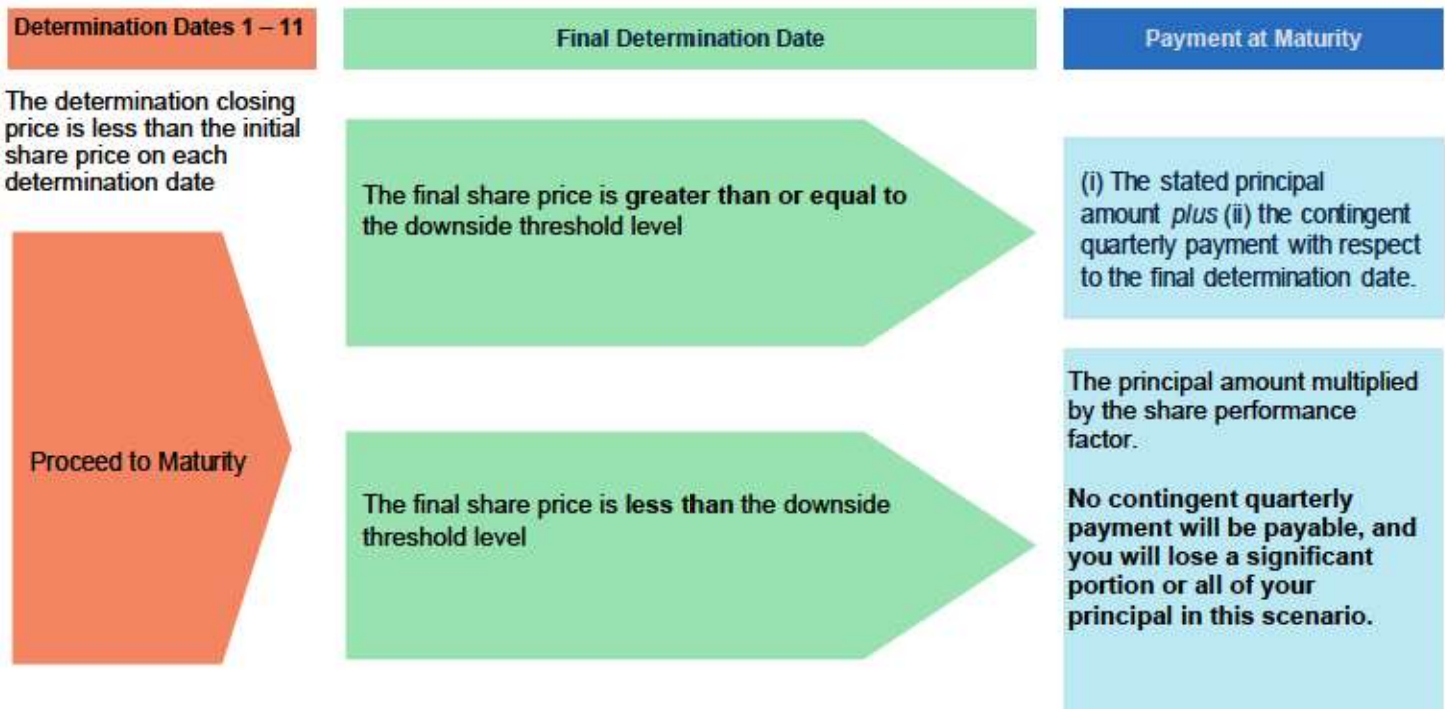 Determination Dates 1 – 11
Final Determination Date
Payment at Maturity
The determination closing
price is less than the initial
share price on each
determination date
Proceed to Maturity
The final share price is greater than or equal to
the downside threshold level
(i) The stated principal
amount plus (ii) the contingent
quarterly payment with respect
to the final determination date.
The final share price is less than the downside
threshold level
The principal amount multiplied
by the share performance
factor.
No contingent quarterly
payment will be payable, and
you will lose a significant
portion or all of your
principal in this scenario.